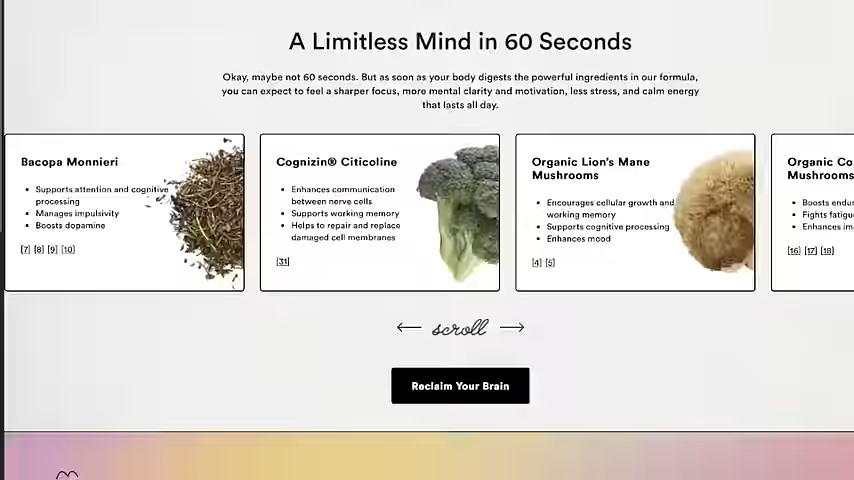 A Limitless Mind in 60 Seconds
Okay, maybe not 60 seconds. But as soon as your body digests the powerful ingredients in our formula,
you can expect to feel a sharper focus, more mental clarity and motivation, less stress, and calm energy
that lasts all day.
Bacopa Monnieri
• Supports attention and cognitive
processing
• Manages impulsivity
• Boosts dopamine
[7] [8] [9] [10]
Cognizin® Citicoline
• Enhances communication
between nerve cells
• Supports working memory
• Helps to repair and replace
damaged cell membranes
[31]
Organic Lion's Mane
Mushrooms
• Encourages cellular growth and
working memory
• Supports cognitive processing
• Enhances mood
[4] [5]
Organic Co
Mushrooms
• Boosts endur
• Fights fatigu
• Enhances im
[16] [17] [18]
scroll
Reclaim Your Brain